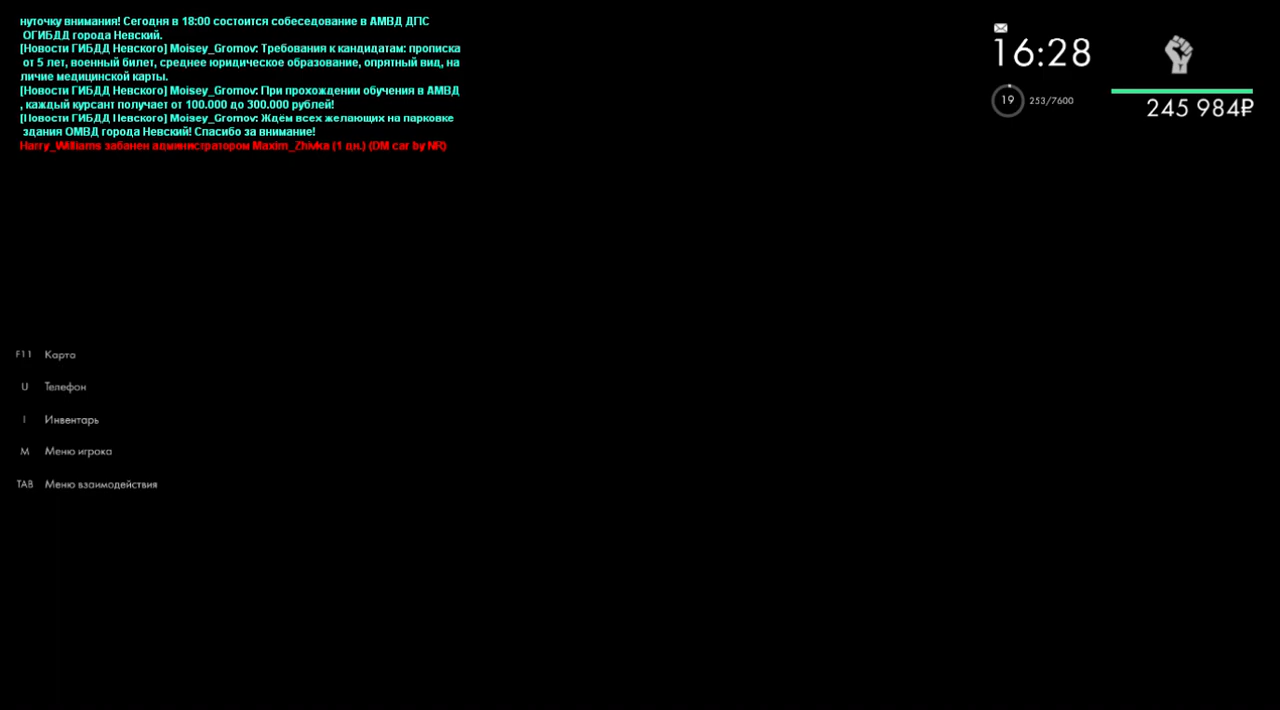 нуточку внимания! Сегодня в 18:00 состоится собеседование в АМВД ДПС
ОГИБДД города Невский.
[Новости ГИБДД Невского] Moisey_Gromov: Требования к кандидатам: прописка
от 5 лет, военный билет, среднее юридическое образование, опрятный вид, на
личие медицинской карты.
[Новости ГИБДД Невского] Moisey_Gromov: При прохождении обучения в АМВД
, каждый курсант получает от 100.000 до 300.000 рублей!
[Новости ГИБДД Невского] Moisey_Gromov: Ждём всех желающих на парковке
здания ОМВД города Невский! Спасибо за внимание!
Harry_Williams забанен администратором Maxim_Zhivka (1 дн.) (DM car by NR)
16:28
19 253/7600
245 984₽
F11 Карта
U Телефон
I Инвентарь
M Меню игрока
TAB Меню взаимодействия